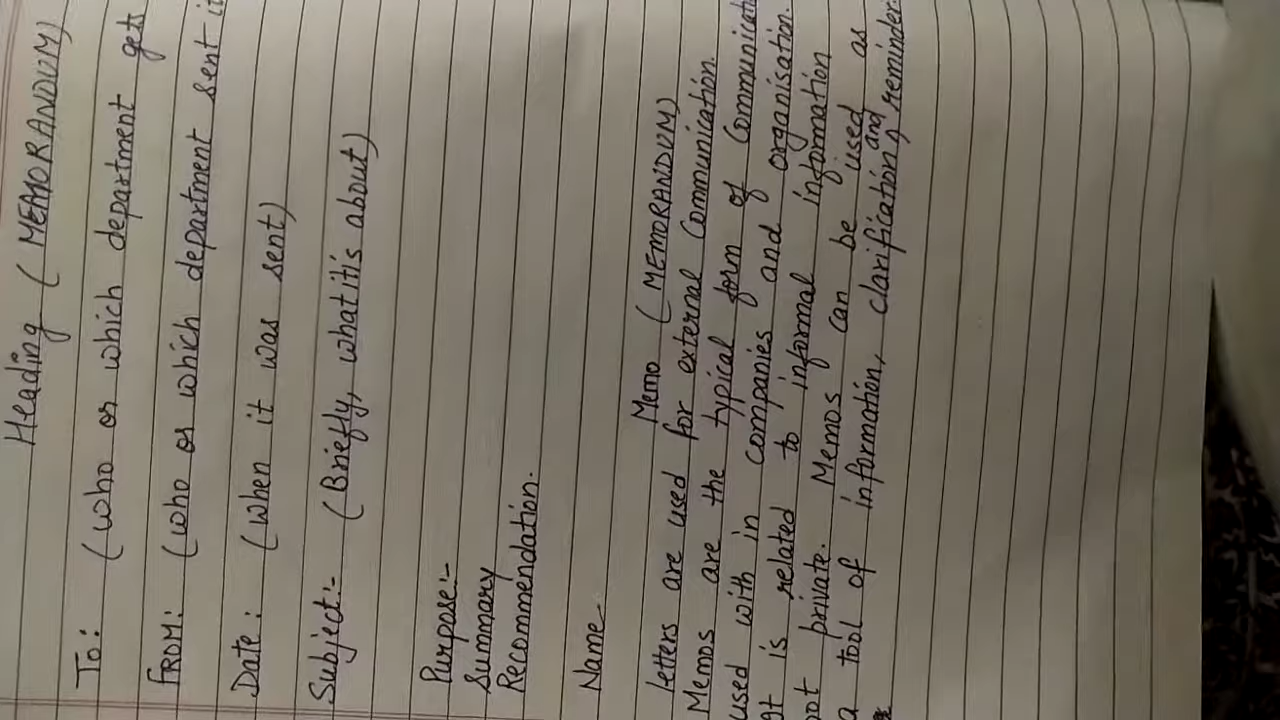 Heading (MEMORANDUM)
To: (who or which department gets
FROM: (who or which department sent it
Date: (when it was sent)
Subject:- (Briefly, what it is about)
Purpose:-
Summary
Recommendation.
Name
Memo (MEMORANDUM)
letters are used for external Communication.
Memos are the typical form of Communicat
used with in companies and organisation.
It is related to informal information
not private. Memos can be used as
a tool of information, clarification, and reminder.